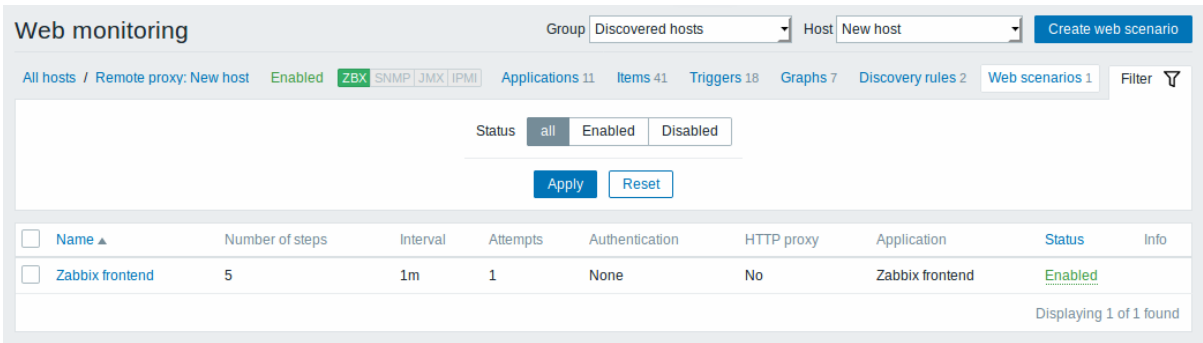 Web monitoring Group Discovered hosts Host New host Create web scenario
All hosts / Remote proxy: New host Enabled ZBX SNMP JMX IPMI Applications 11 Items 41 Triggers 18 Graphs 7 Discovery rules 2 Web scenarios 1 Filter
Status all Enabled Disabled
Apply Reset
Name Number of steps Interval Attempts Authentication HTTP proxy Application Status Info
Zabbix frontend 5 1m 1 None No Zabbix frontend Enabled
Displaying 1 of 1 found